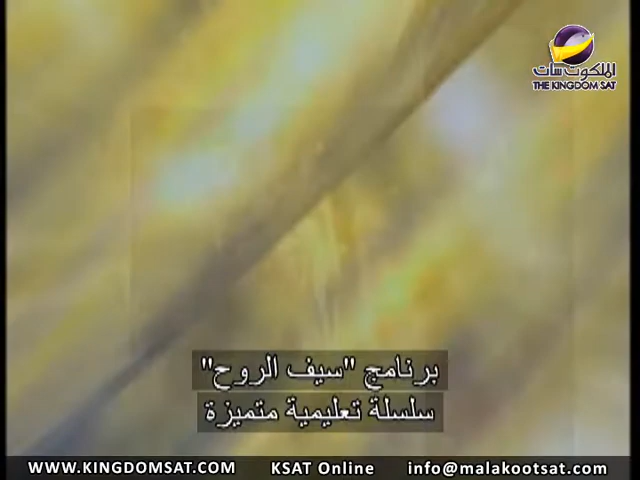 الملكوت سات
THE KINGDOM SAT
برنامج "سيف الروح"
سلسلة تعليمية متميزة
WWW.KINGDOMSAT.COM KSAT Online info@malakootsat.com